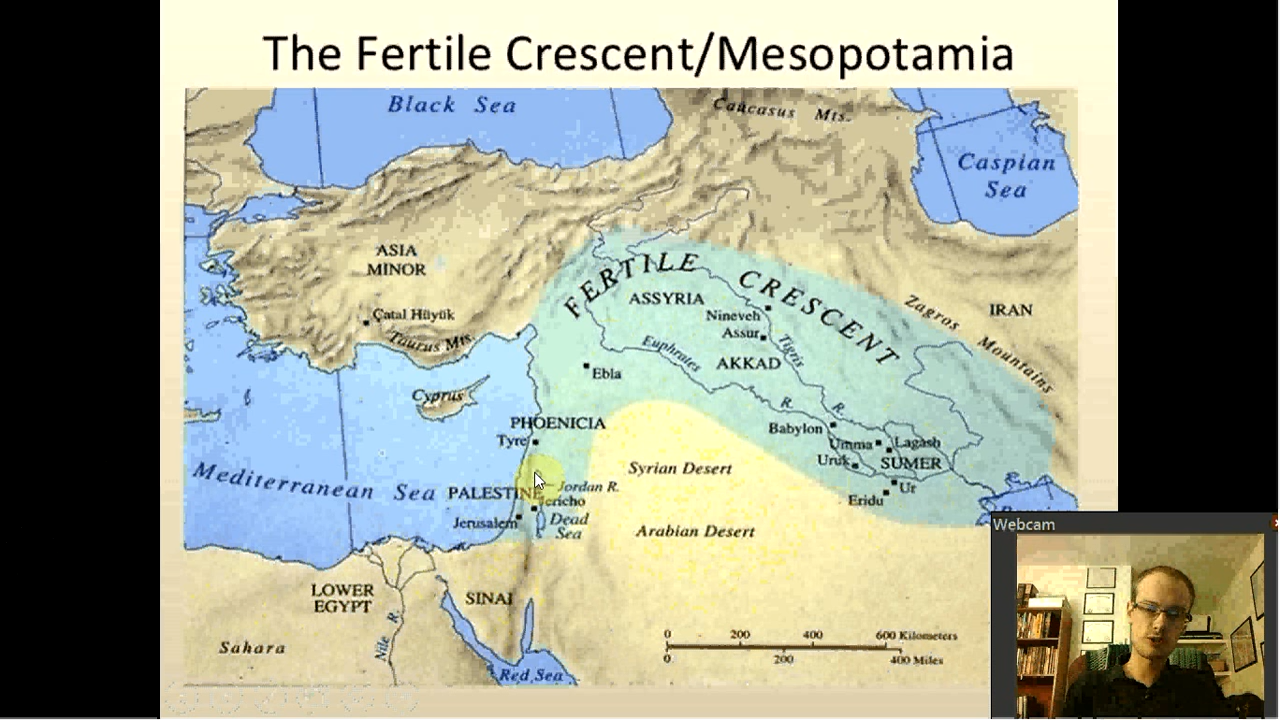 The Fertile Crescent/Mesopotamia
Black Sea
Caucasus Mts.
Caspian
Sea
ASIA
MINOR
FERTILE CRESCENT
ASSYRIA
Zagros Mountains
IRAN
Çatal Hüyük
Nineveh
Taurus Mts.
Assur
Tigris R.
Euphrates R.
AKKAD
Ebla
Cyprus
PHOENICIA
Tyre
Babylon
Umma
Lagash
Uruk
SUMER
Syrian Desert
Mediterranean Sea
PALESTINE
Jordan R.
Jericho
Ur
Eridu
Jerusalem
Dead
Sea
Arabian Desert
LOWER
EGYPT
SINAI
Nile R.
Sahara
0 200 400 600 Kilometers
0 200 400 Miles
Red Sea
Webcam